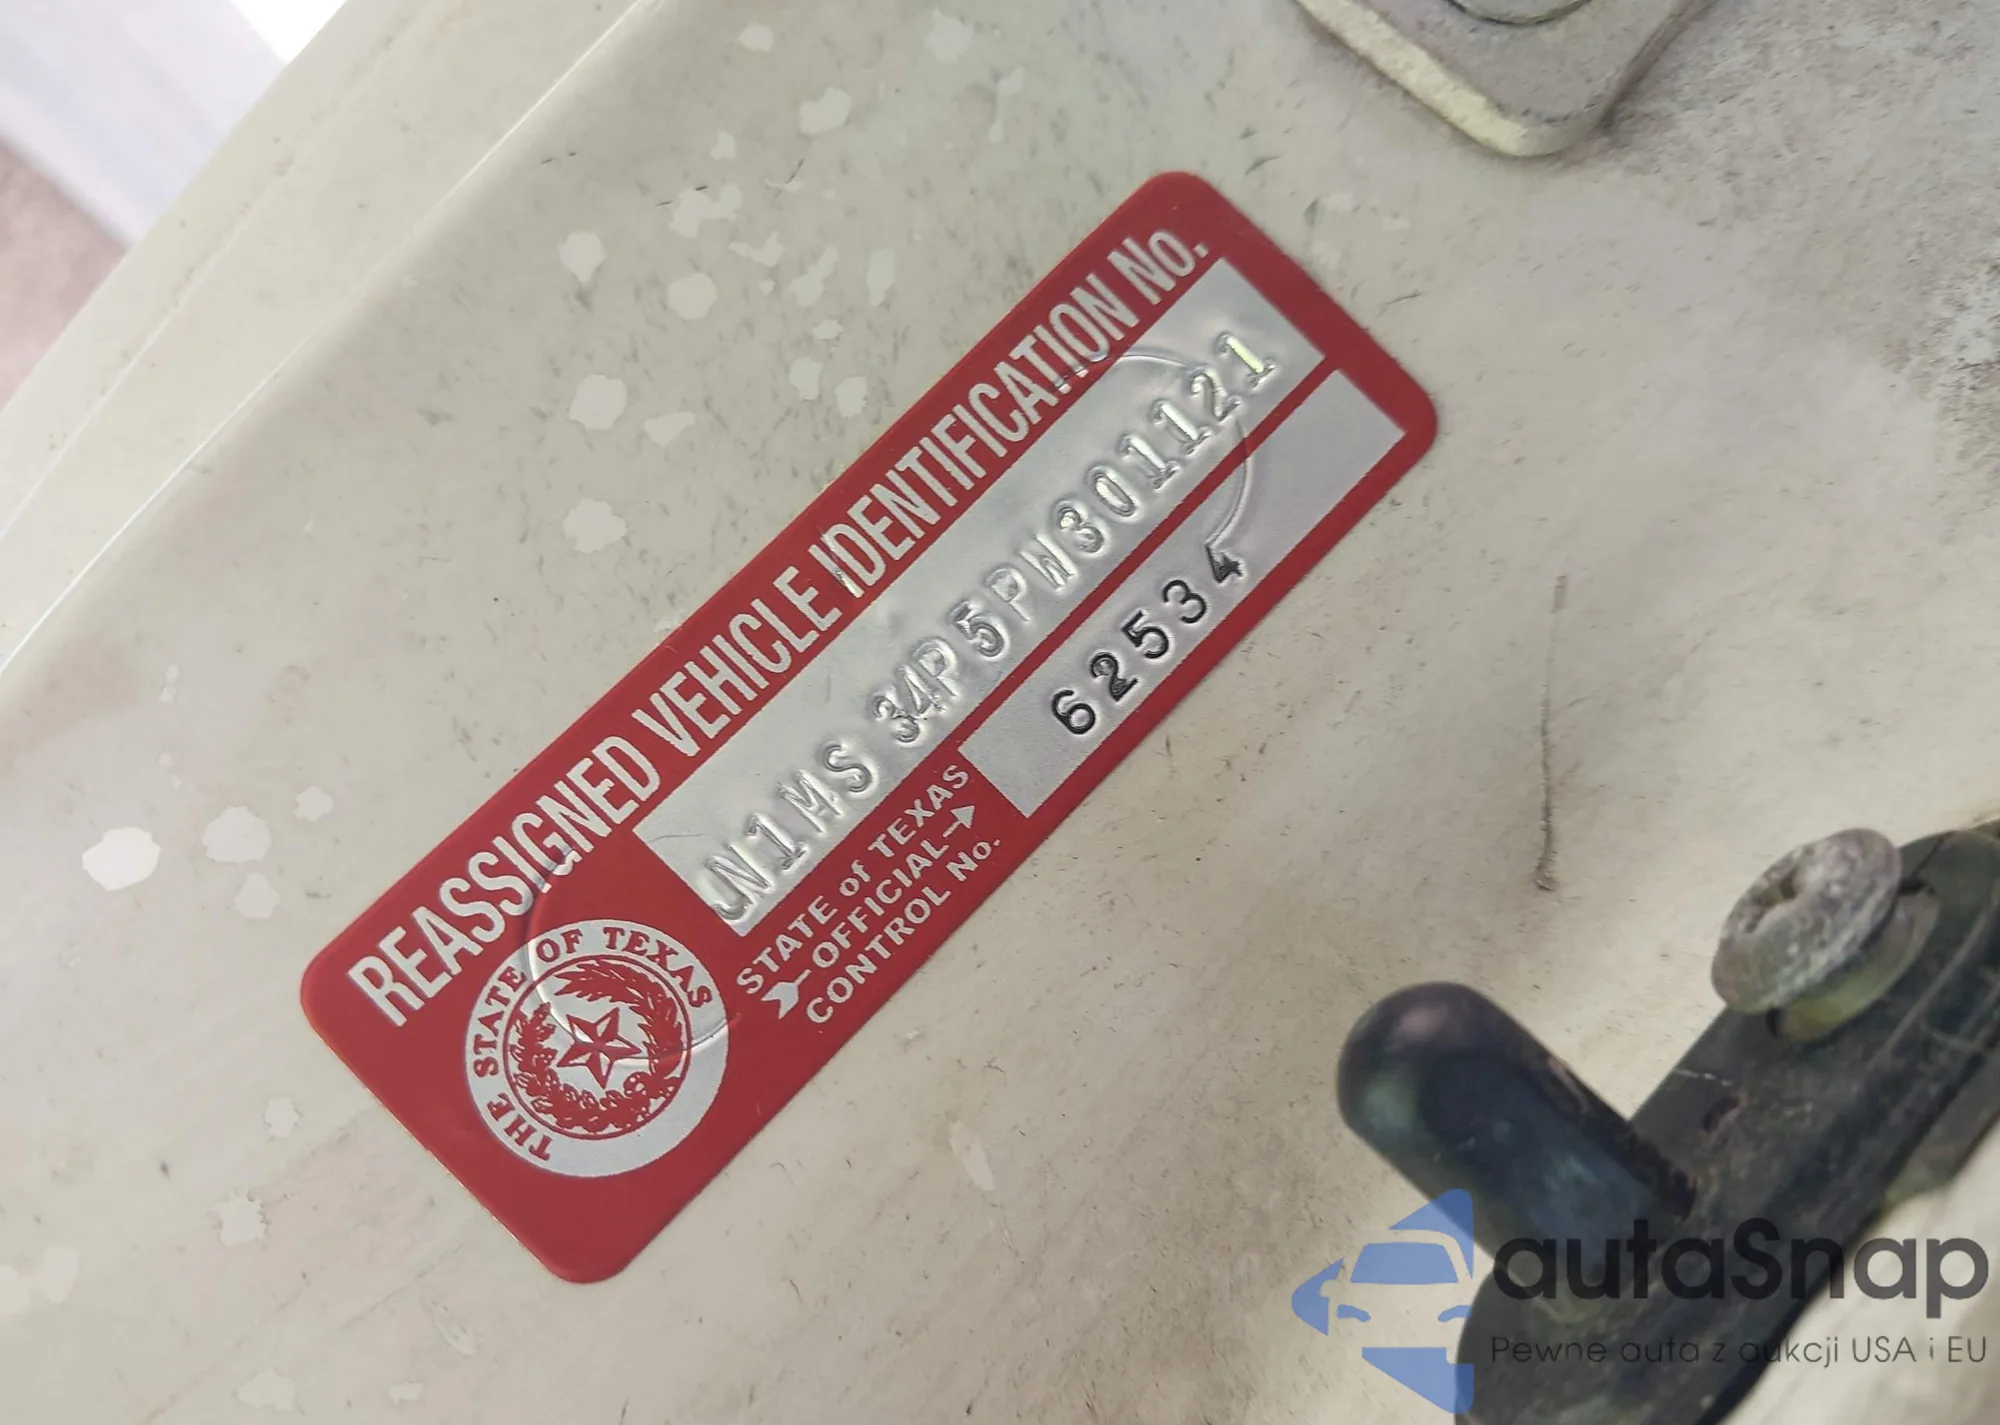 REASSIGNED VEHICLE IDENTIFICATION No.
JN1MS 34P5PW301121
STATE of TEXAS
OFFICIAL
CONTROL No.
62534
THE STATE OF TEXAS
autaSnap
Pewne auta z aukcji USA i EU